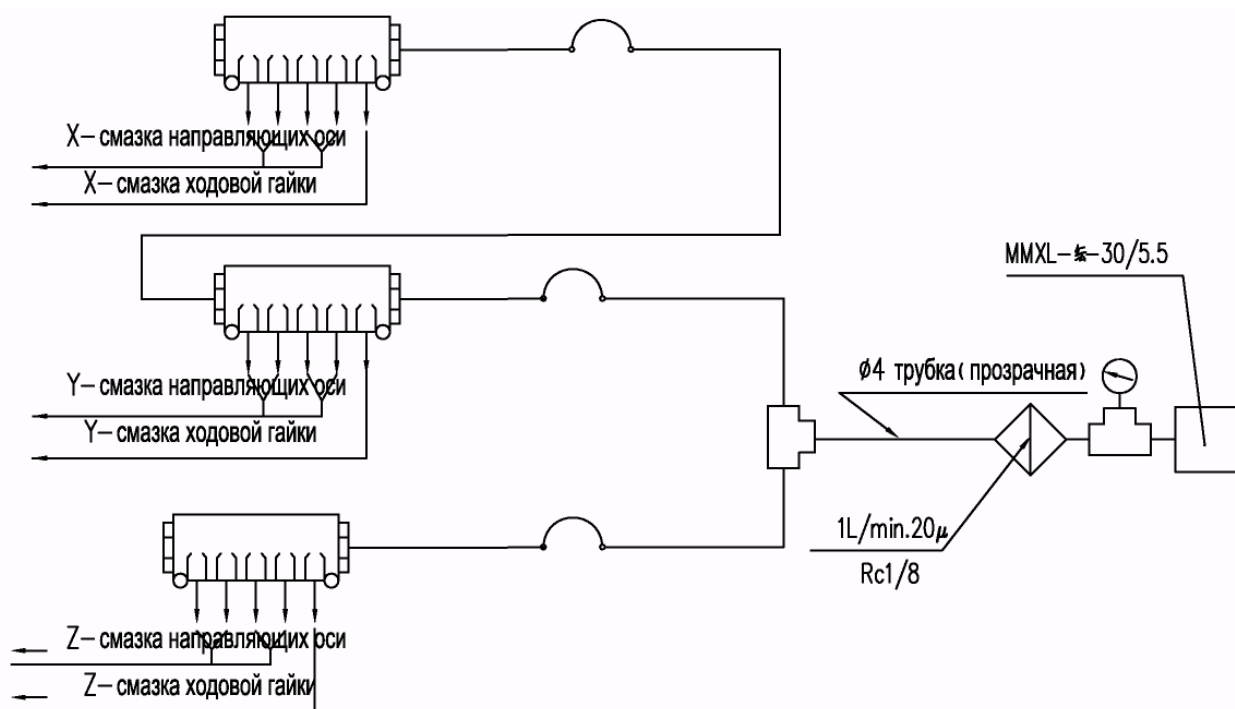 X– смазка направляющих оси
X– смазка ходовой гайки
MMXL––30/5.5
Y– смазка направляющих оси
Y– смазка ходовой гайки
ø4 трубка(прозрачная)
1L/min.20μ
Rc1/8
Z– смазка направляющих оси
Z– смазка ходовой гайки